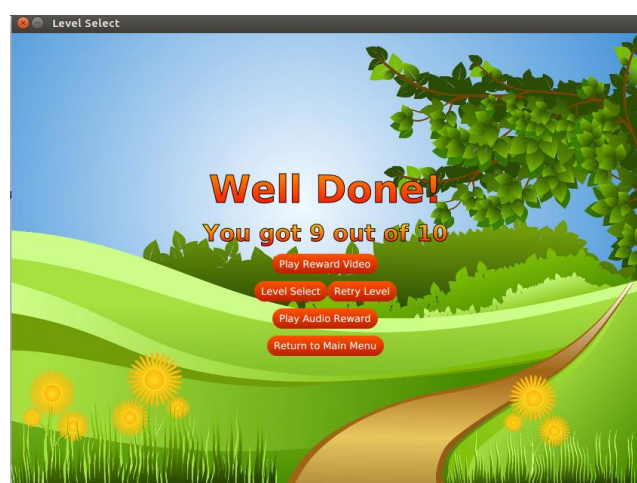 Level Select
Well Done!
You got 9 out of 10
Play Reward Video
Level Select Retry Level
Play Audio Reward
Return to Main Menu